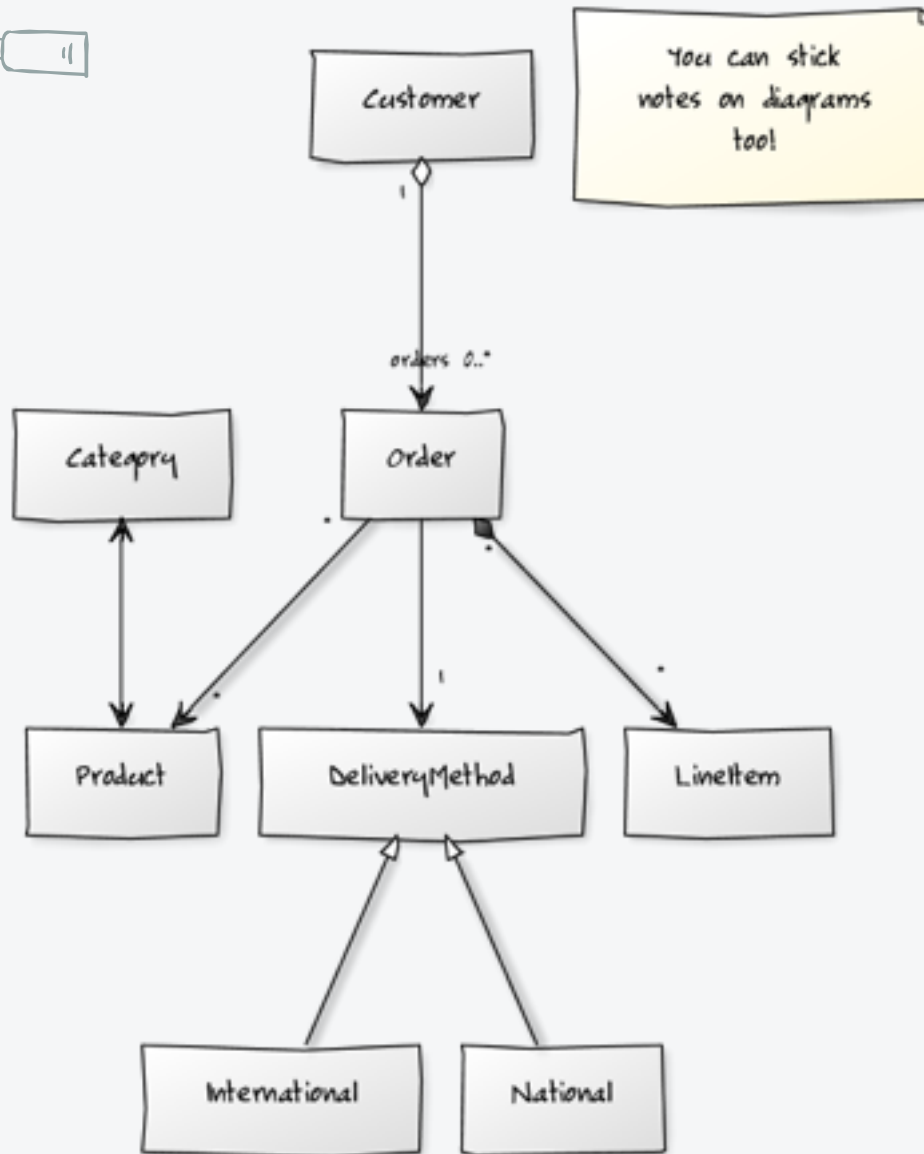 You can stick
notes on diagrams
too!
Customer
1
orders 0..*
Category
Order
*
*
1
*
*
Product
DeliveryMethod
LineItem
International
National